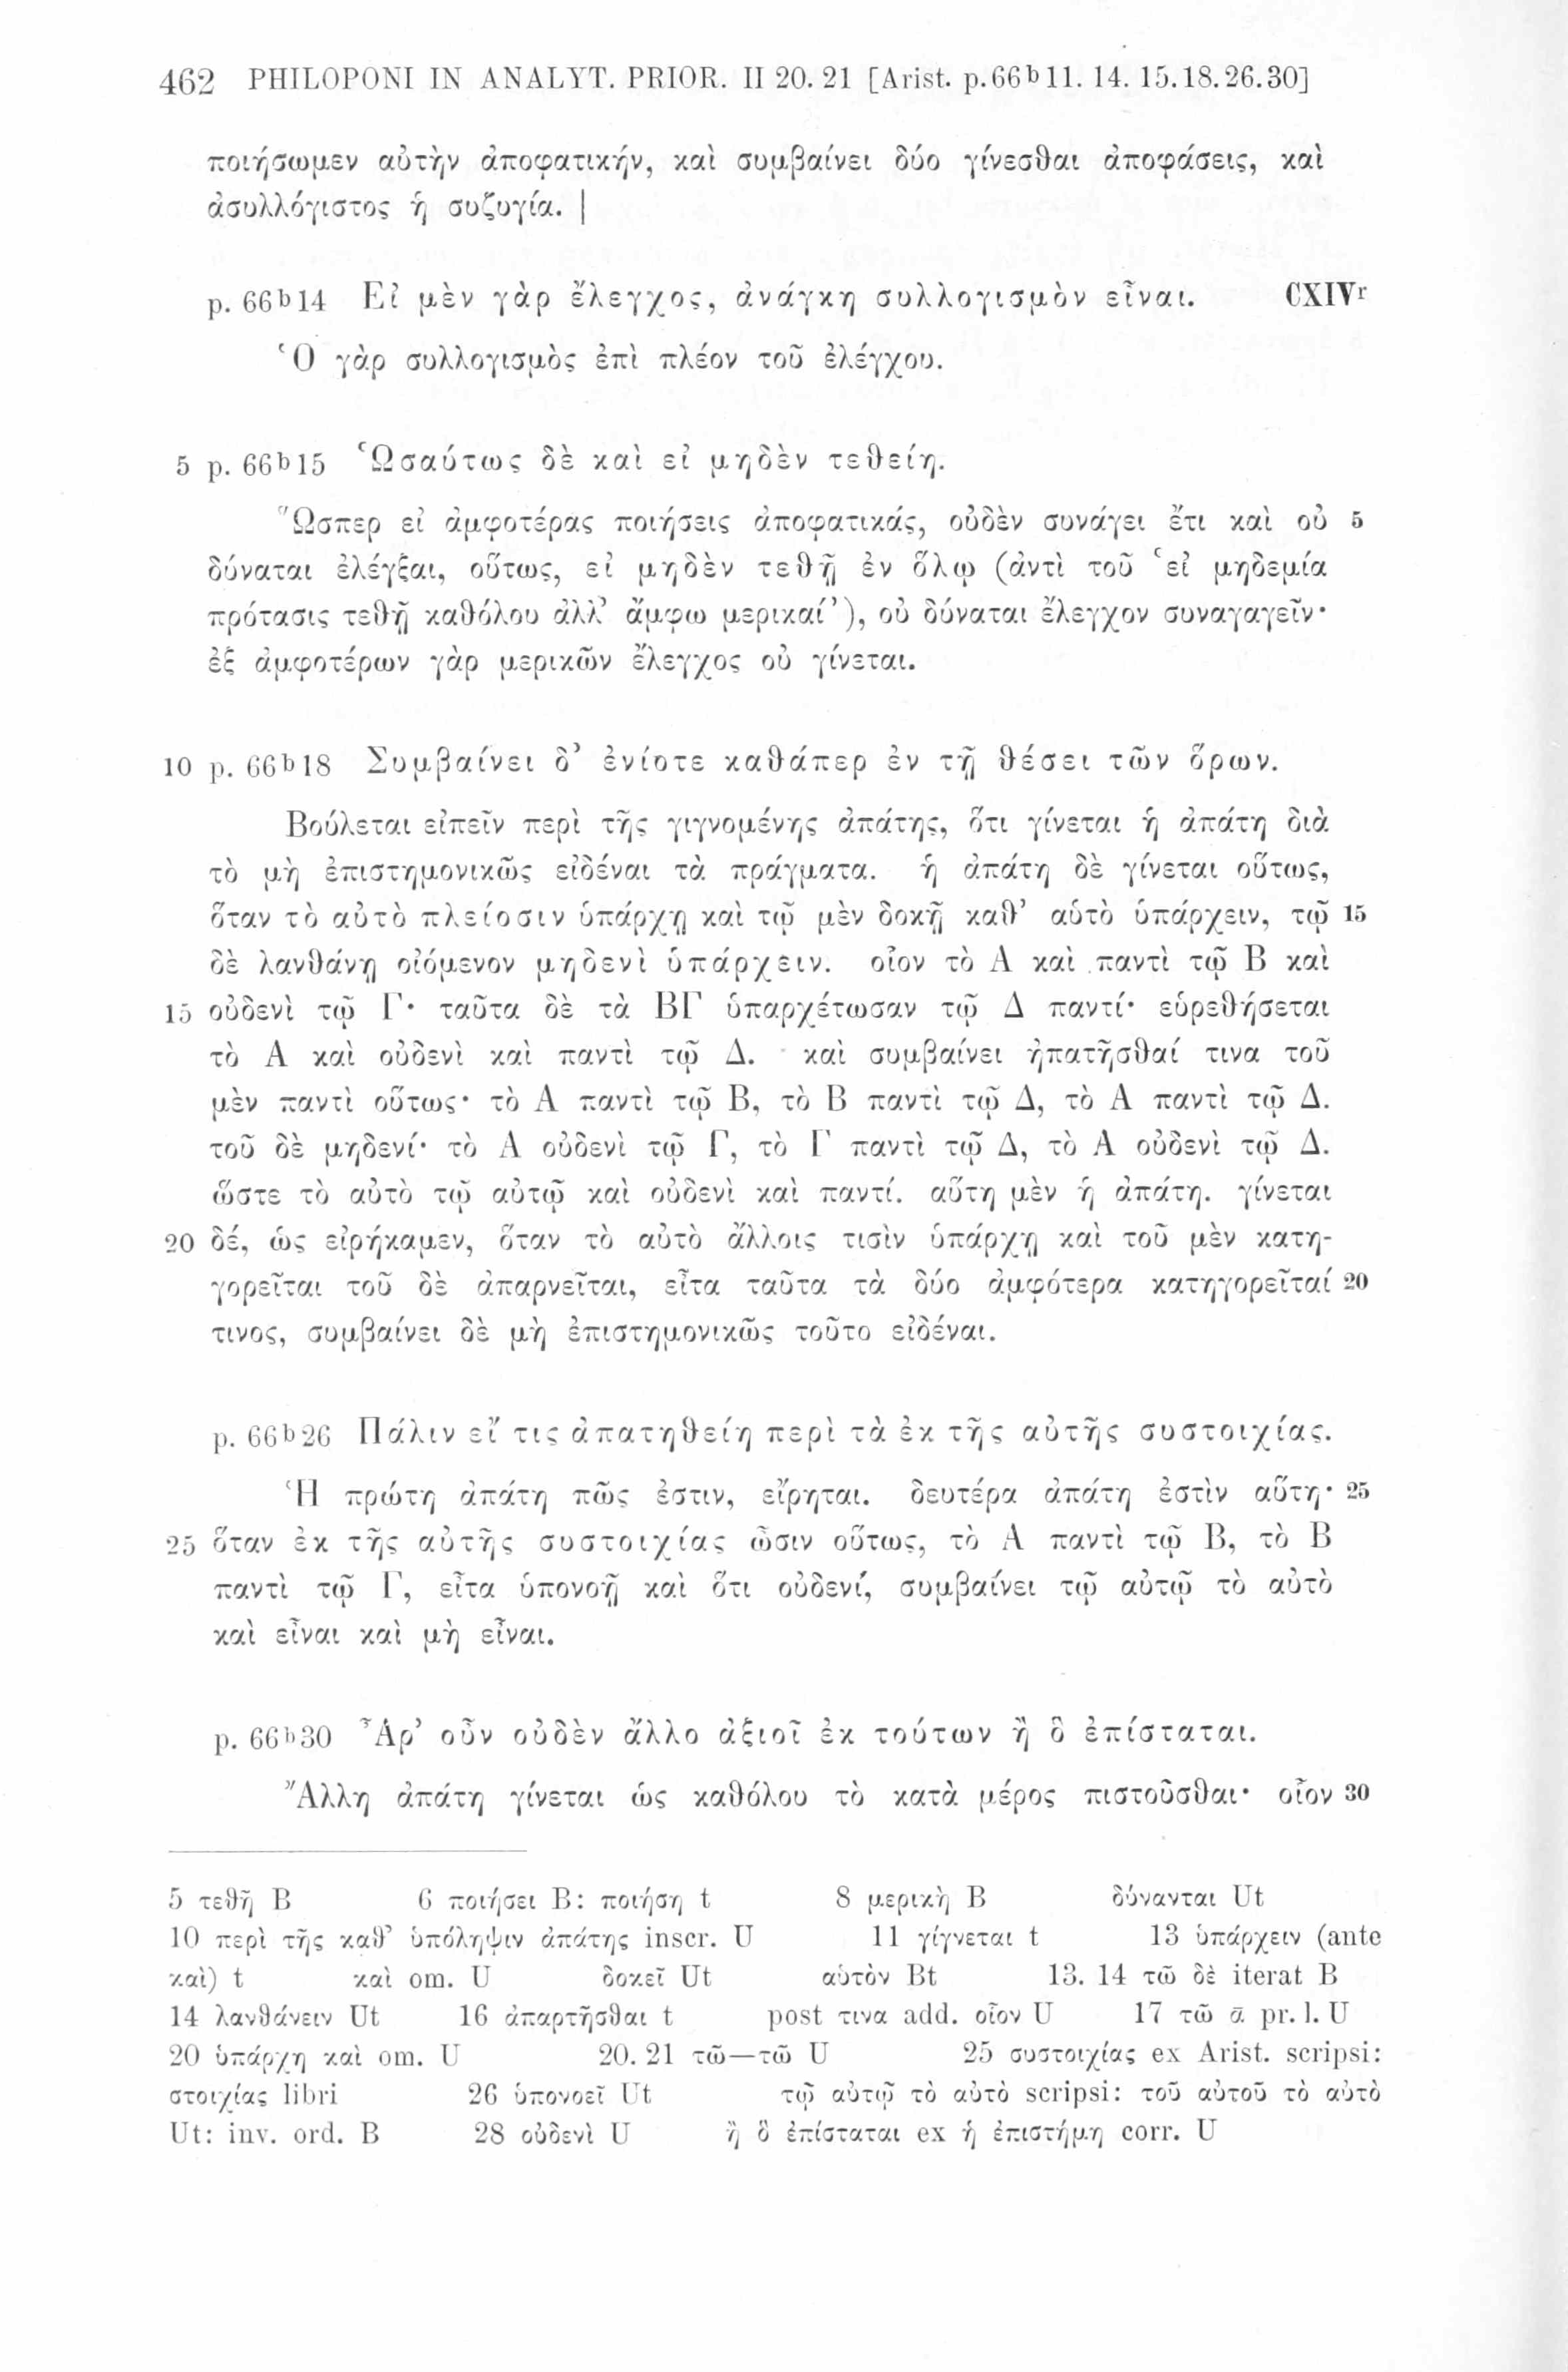 462 PHILOPONI IN ANALYT. PRIOR. II 20. 21 [Arist. p. 66ᵇ11. 14. 15. 18. 26. 30]
ποιήσωμεν αὐτὴν ἀποφατικήν, καὶ συμβαίνει δύο γίνεσθαι ἀποφάσεις, καὶ
ἀσυλλόγιστος ἡ συζυγία. |
p. 66ᵇ14 Εἰ μὲν γὰρ ἔλεγχος, ἀνάγκη συλλογισμὸν εἶναι. CXIVʳ
Ὁ γὰρ συλλογισμὸς ἐπὶ πλέον τοῦ ἐλέγχου.
5 p. 66ᵇ15 Ὡσαύτως δὲ καὶ εἰ μηδὲν τεθείη.
Ὥσπερ εἰ ἀμφοτέρας ποιήσεις ἀποφατικάς, οὐδὲν συνάγει ἔτι καὶ οὐ 5
δύναται ἐλέγξαι, οὕτως, εἰ μηδὲν τεθῇ ἐν ὅλῳ (ἀντὶ τοῦ ‘εἰ μηδεμία
πρότασις τεθῇ καθόλου ἀλλ’ ἄμφω μερικαί’), οὐ δύναται ἔλεγχον συναγαγεῖν·
ἐξ ἀμφοτέρων γὰρ μερικῶν ἔλεγχος οὐ γίνεται.
10 p. 66ᵇ18 Συμβαίνει δ’ ἐνίοτε καθάπερ ἐν τῇ θέσει τῶν ὅρων.
Βούλεται εἰπεῖν περὶ τῆς γιγνομένης ἀπάτης, ὅτι γίνεται ἡ ἀπάτη διὰ
τὸ μὴ ἐπιστημονικῶς εἰδέναι τὰ πράγματα. ἡ ἀπάτη δὲ γίνεται οὕτως,
ὅταν τὸ αὐτὸ πλείοσιν ὑπάρχῃ καὶ τῷ μὲν δοκῇ καθ’ αὑτὸ ὑπάρχειν, τῷ 15
δὲ λανθάνῃ οἰόμενον μηδενὶ ὑπάρχειν. οἷον τὸ Α καὶ παντὶ τῷ Β καὶ
15 οὐδενὶ τῷ Γ· ταῦτα δὲ τὰ ΒΓ ὑπαρχέτωσαν τῷ Δ παντί· εὑρεθήσεται
τὸ Α καὶ οὐδενὶ καὶ παντὶ τῷ Δ. καὶ συμβαίνει ἠπατῆσθαί τινα τοῦ
μὲν παντὶ οὕτως· τὸ Α παντὶ τῷ Β, τὸ Β παντὶ τῷ Δ, τὸ Α παντὶ τῷ Δ.
τοῦ δὲ μηδενί· τὸ Α οὐδενὶ τῷ Γ, τὸ Γ παντὶ τῷ Δ, τὸ Α οὐδενὶ τῷ Δ.
ὥστε τὸ αὐτὸ τῷ αὐτῷ καὶ οὐδενὶ καὶ παντί. αὕτη μὲν ἡ ἀπάτη. γίνεται
20 δέ, ὡς εἰρήκαμεν, ὅταν τὸ αὐτὸ ἄλλοις τισὶν ὑπάρχῃ καὶ τοῦ μὲν κατη-
γορεῖται τοῦ δὲ ἀπαρνεῖται, εἶτα ταῦτα τὰ δύο ἀμφότερα κατηγορεῖταί 20
τινος, συμβαίνει δὲ μὴ ἐπιστημονικῶς τοῦτο εἰδέναι.
p. 66ᵇ26 Πάλιν εἴ τις ἀπατηθείη περὶ τὰ ἐκ τῆς αὐτῆς συστοιχίας.
Ἡ πρώτη ἀπάτη πῶς ἐστιν, εἴρηται. δευτέρα ἀπάτη ἐστὶν αὕτη· 25
25 ὅταν ἐκ τῆς αὐτῆς συστοιχίας ὦσιν οὕτως, τὸ Α παντὶ τῷ Β, τὸ Β
παντὶ τῷ Γ, εἶτα ὑπονοῇ καὶ ὅτι οὐδενί, συμβαίνει τῷ αὐτῷ τὸ αὐτὸ
καὶ εἶναι καὶ μὴ εἶναι.
p. 66ᵇ30 Ἆρ’ οὖν οὐδὲν ἄλλο ἀξιοῖ ἐκ τούτων ἢ ὃ ἐπίσταται.
Ἄλλη ἀπάτη γίνεται ὡς καθόλου τὸ κατὰ μέρος πιστοῦσθαι· οἷον 30
5 τεθῇ B 6 ποιήσει B: ποιήσῃ t 8 μερικὴ B δύνανται Ut
10 περὶ τῆς καθ’ ὑπόληψιν ἀπάτης inscr. U 11 γίγνεται t 13 ὑπάρχειν (ante
καὶ) t καὶ om. U δοκεῖ Ut αὑτὸν Bt 13. 14 τῶ δὲ iterat B
14 λανθάνειν Ut 16 ἀπαρτῆσθαι t post τινα add. οἷον U 17 τῶ ᾱ pr. l. U
20 ὑπάρχη καὶ om. U 20. 21 τῶ—τῶ U 25 συστοιχίας ex Arist. scripsi:
στοιχίας libri 26 ὑπονοεῖ Ut τῷ αὐτῷ τὸ αὐτὸ scripsi: τοῦ αὐτοῦ τὸ αὐτὸ
Ut: inv. ord. B 28 οὐδενὶ U ἢ ὃ ἐπίσταται ex ἡ ἐπιστήμη corr. U